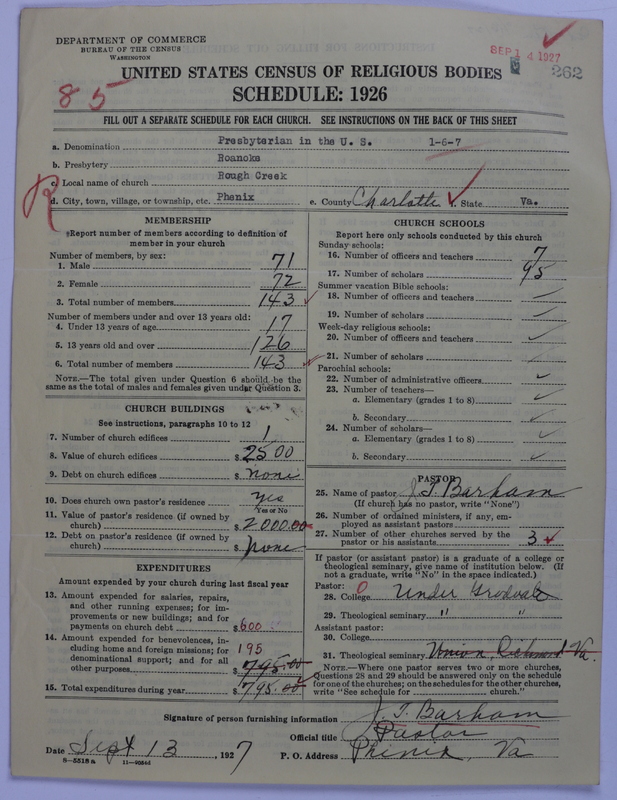 DEPARTMENT OF COMMERCE
BUREAU OF THE CENSUS
WASHINGTON
SEP 14 1927
262
85
UNITED STATES CENSUS OF RELIGIOUS BODIES
SCHEDULE: 1926
FILL OUT A SEPARATE SCHEDULE FOR EACH CHURCH. SEE INSTRUCTIONS ON THE BACK OF THIS SHEET
a. Denomination Presbyterian in the U. S. 1-6-7
b. Presbytery Roanoke
c. Local name of church Rough Creek
R
d. City, town, village, or township, etc. Phenix e. County Charlotte f. State Va.
MEMBERSHIP
Report number of members according to definition of
member in your church
Number of members, by sex:
1. Male 71
2. Female 72
3. Total number of members 143
Number of members under and over 13 years old:
4. Under 13 years of age 17
5. 13 years old and over 126
6. Total number of members 143
NOTE.—The total given under Question 6 should be the
same as the total of males and females given under Question 3.
CHURCH BUILDINGS
See instructions, paragraphs 10 to 12
7. Number of church edifices 1
8. Value of church edifices $ 2500
9. Debt on church edifices $ none
10. Does church own pastor's residence yes
Yes or No
11. Value of pastor's residence (if owned by
church) $ 2000.00
12. Debt on pastor's residence (if owned by
church) $ none
EXPENDITURES
Amount expended by your church during last fiscal year
13. Amount expended for salaries, repairs,
and other running expenses; for im-
provements or new buildings; and for
payments on church debt $ 600
14. Amount expended for benevolences, in-
cluding home and foreign missions; for
denominational support; and for all
other purposes 195
$ 795.00
15. Total expenditures during year $ 795.00
CHURCH SCHOOLS
Report here only schools conducted by this church
Sunday schools:
16. Number of officers and teachers 7
17. Number of scholars 95
Summer vacation Bible schools:
18. Number of officers and teachers
19. Number of scholars
Week-day religious schools:
20. Number of officers and teachers
21. Number of scholars
Parochial schools:
22. Number of administrative officers
23. Number of teachers—
a. Elementary (grades 1 to 8)
b. Secondary
24. Number of scholars—
a. Elementary (grades 1 to 8)
b. Secondary
PASTOR
25. Name of pastor J. T. Barham
(If church has no pastor, write "None")
26. Number of ordained ministers, if any, em-
ployed as assistant pastors
27. Number of other churches served by the
pastor or his assistants 3
If pastor (or assistant pastor) is a graduate of a college or
theological seminary, give name of institution below. (If
not a graduate, write "No" in the space indicated.)
Pastor: 0
28. College Under
29. Theological seminary " "
Assistant pastor:
30. College
31. Theological seminary Union Richmond Va.
NOTE.—Where one pastor serves two or more churches,
Questions 28 and 29 should be answered only on the schedule
for one of the churches; on the schedules for the other churches,
write "See schedule for church."
Signature of person furnishing information J. T. Barham
Official title Pastor
Date Sept 13, 1927 P. O. Address Phenix, Va
8—5518 a 11—9054d